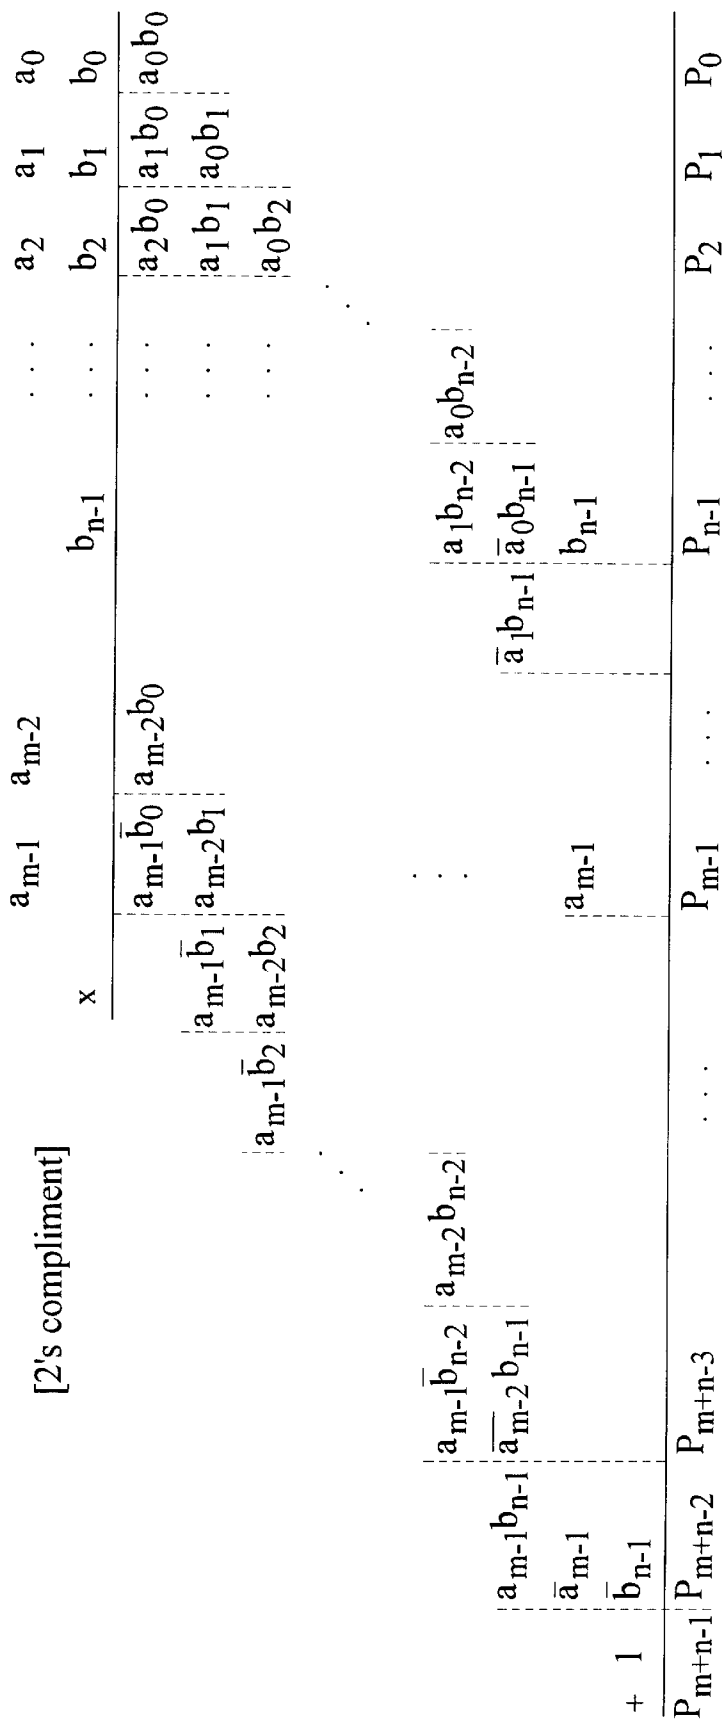 a_{m-1} a_{m-2} . . . a_2 a_1 a_0
[2's compliment]
x b_{n-1} . . . b_2 b_1 b_0
a_{m-1}b̄_0 a_{m-2}b_0 . . . a_2b_0 a_1b_0 a_0b_0
a_{m-1}b̄_1 a_{m-2}b_1 . . . a_1b_1 a_0b_1
a_{m-1}b̄_2 a_{m-2}b_2 . . . a_0b_2
a_{m-1}b̄_{n-2} a_{m-2}b_{n-2} . . . a_1b_{n-2} a_0b_{n-2}
a_{m-1}b_{n-1} ā_{m-2}b_{n-1} ā_1b_{n-1} ā_0b_{n-1}
ā_{m-1} a_{m-1} b_{n-1}
+ 1 b̄_{n-1}
P_{m+n-1} P_{m+n-2} P_{m+n-3} . . . P_{m-1} . . . P_{n-1} . . . P_2 P_1 P_0